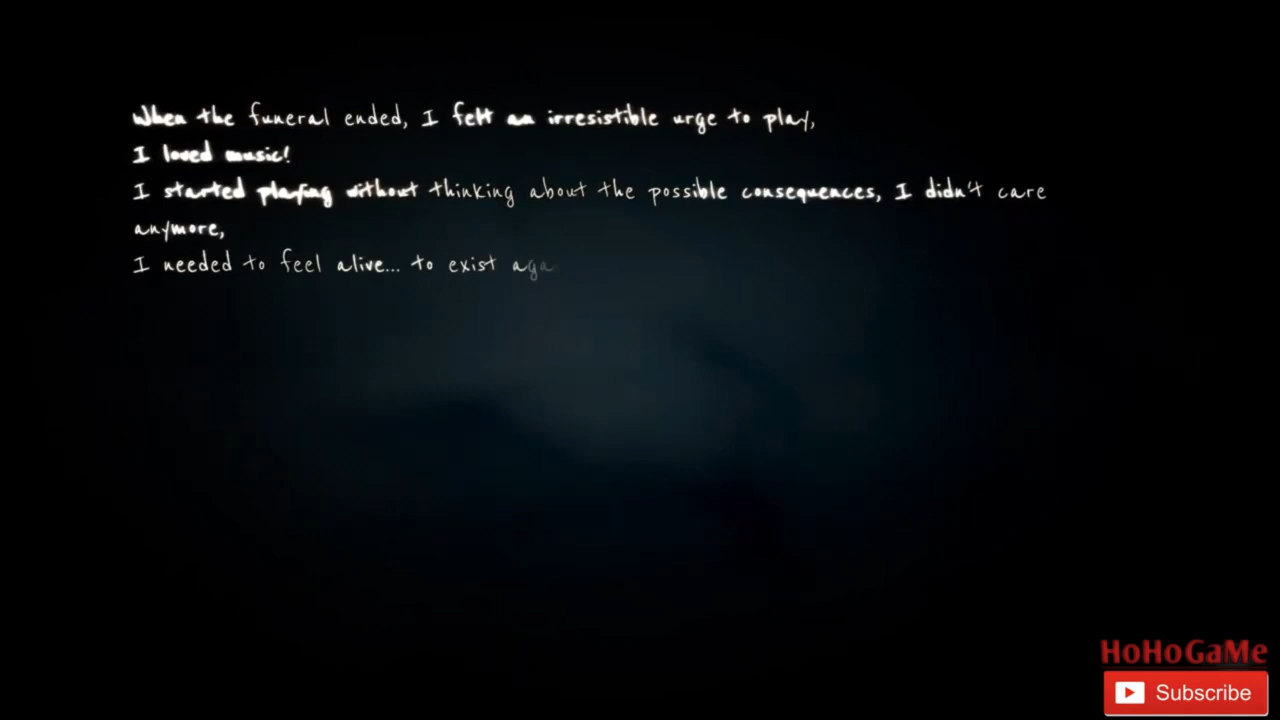 When the funeral ended, I felt an irresistible urge to play,
I loved music!
I started playing without thinking about the possible consequences, I didn't care
anymore,
I needed to feel alive... to exist aga
HoHoGaMe
Subscribe